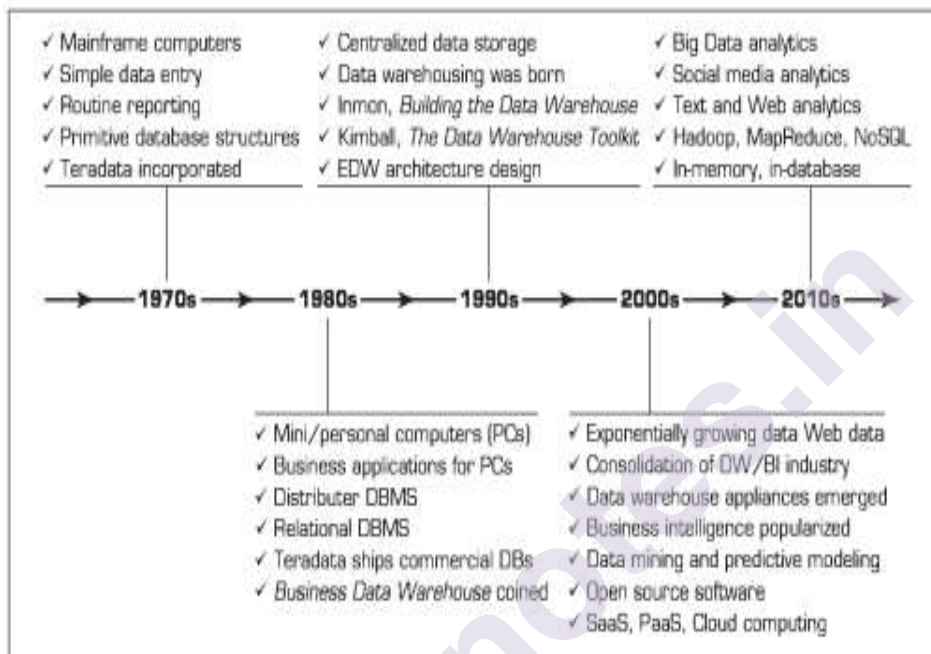 ✓ Mainframe computers
✓ Simple data entry
✓ Routine reporting
✓ Primitive database structures
✓ Teradata incorporated
✓ Centralized data storage
✓ Data warehousing was born
✓ Inmon, Building the Data Warehouse
✓ Kimball, The Data Warehouse Toolkit
✓ EDW architecture design
✓ Big Data analytics
✓ Social media analytics
✓ Text and Web analytics
✓ Hadoop, MapReduce, NoSQL
✓ In-memory, in-database
1970s 1980s 1990s 2000s 2010s
✓ Mini/personal computers (PCs)
✓ Business applications for PCs
✓ Distributer DBMS
✓ Relational DBMS
✓ Teradata ships commercial DBs
✓ Business Data Warehouse coined
✓ Exponentially growing data Web data
✓ Consolidation of DW/BI industry
✓ Data warehouse appliances emerged
✓ Business intelligence popularized
✓ Data mining and predictive modeling
✓ Open source software
✓ SaaS, PaaS, Cloud computing
notes.in